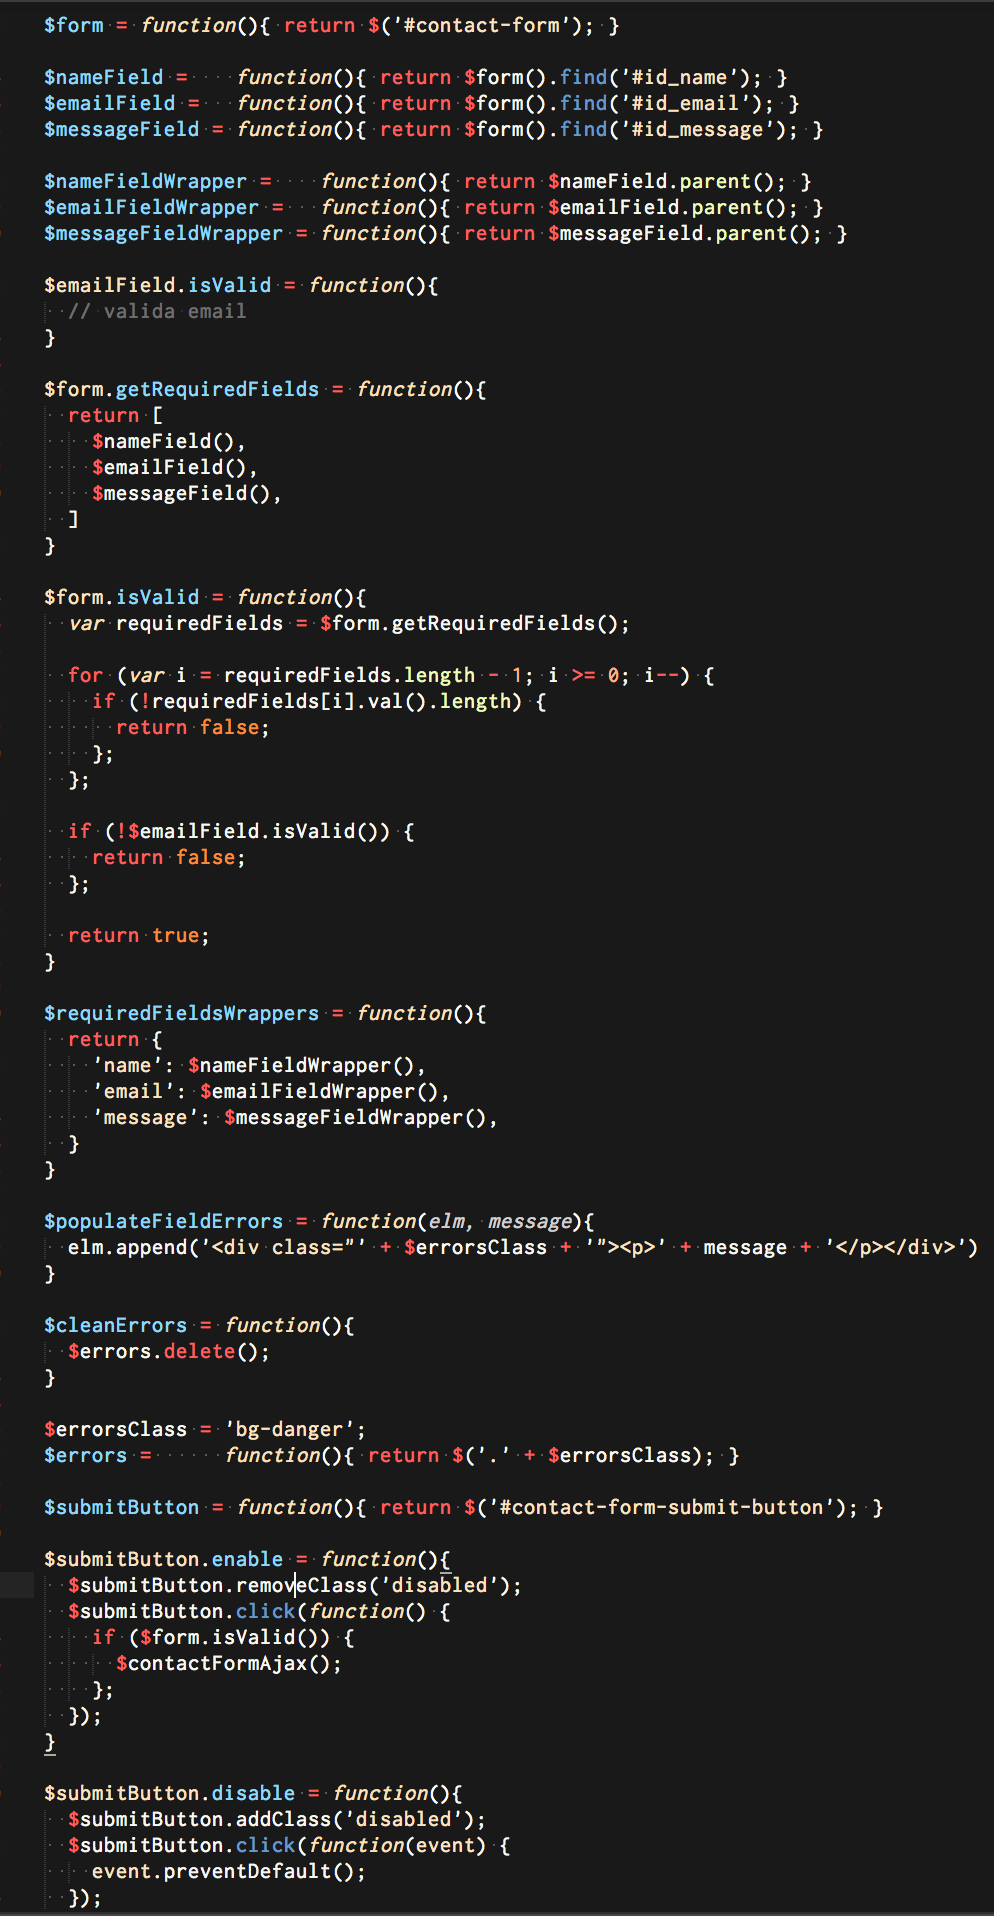 $form = function(){ return $('#contact-form'); }
$nameField =    function(){ return $form().find('#id_name'); }
$emailField =   function(){ return $form().find('#id_email'); }
$messageField = function(){ return $form().find('#id_message'); }
$nameFieldWrapper =    function(){ return $nameField.parent(); }
$emailFieldWrapper =   function(){ return $emailField.parent(); }
$messageFieldWrapper = function(){ return $messageField.parent(); }
$emailField.isValid = function(){
  // valida email
}
$form.getRequiredFields = function(){
  return [
    $nameField(),
    $emailField(),
    $messageField(),
  ]
}
$form.isValid = function(){
  var requiredFields = $form.getRequiredFields();
  for (var i = requiredFields.length - 1; i >= 0; i--) {
    if (!requiredFields[i].val().length) {
      return false;
    };
  };
  if (!$emailField.isValid()) {
    return false;
  };
  return true;
}
$requiredFieldsWrappers = function(){
  return {
    'name': $nameFieldWrapper(),
    'email': $emailFieldWrapper(),
    'message': $messageFieldWrapper(),
  }
}
$populateFieldErrors = function(elm, message){
  elm.append('<div class="' + $errorsClass + '"><p>' + message + '</p></div>')
}
$cleanErrors = function(){
  $errors.delete();
}
$errorsClass = 'bg-danger';
$errors =      function(){ return $('.' + $errorsClass); }
$submitButton = function(){ return $('#contact-form-submit-button'); }
$submitButton.enable = function(){
  $submitButton.removeClass('disabled');
  $submitButton.click(function() {
    if ($form.isValid()) {
      $contactFormAjax();
    };
  });
}
$submitButton.disable = function(){
  $submitButton.addClass('disabled');
  $submitButton.click(function(event) {
    event.preventDefault();
  });